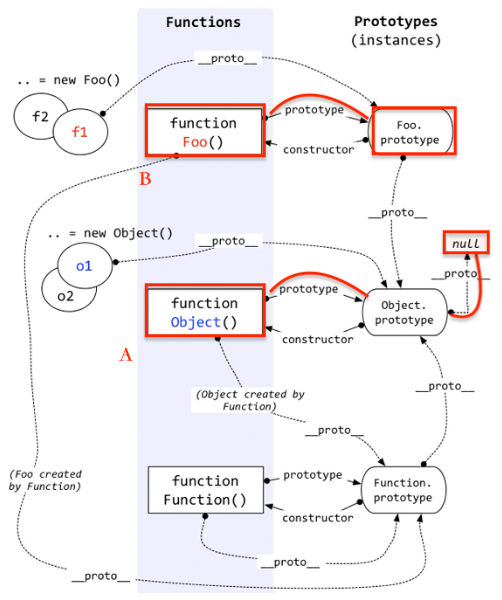 Functions
Prototypes
(instances)
__proto__
.. = new Foo()
f2
f1
function
Foo()
prototype
constructor
Foo.
prototype
B
__proto__
.. = new Object()
__proto__
null
__proto__
o1
o2
function
Object()
prototype
constructor
Object.
prototype
A
__proto__
(Object created by
Function)
__proto__
(Foo created
by Function)
function
Function()
prototype
constructor
Function.
prototype
__proto__
__proto__